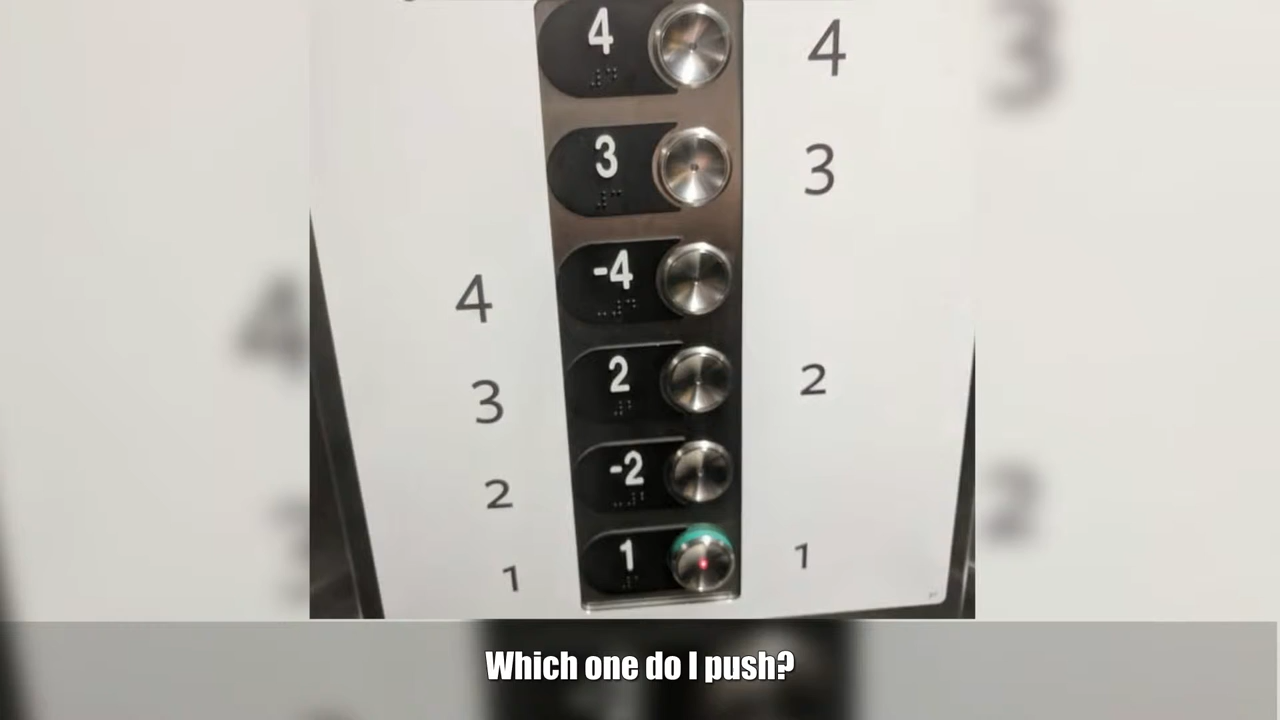 4 4
3 3
4 -4
3 2 2
2 -2
1 1 1
Which one do I push?